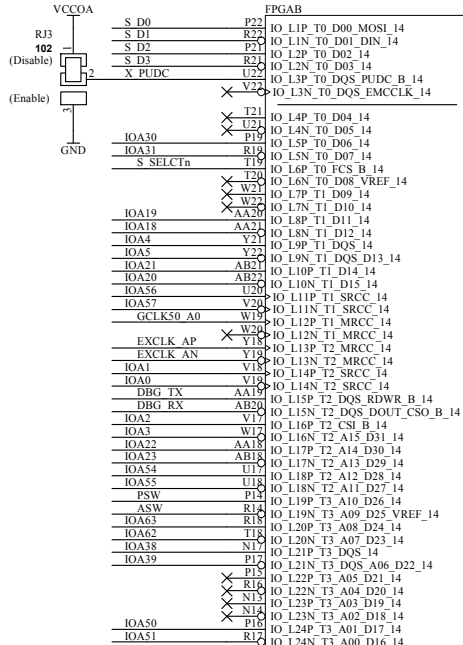 VCCOA
FPGAB
RJ3
102
(Disable)
1
2
(Enable)
3
GND
S_D0 P22 IO_L1P_T0_D00_MOSI_14
S_D1 R22 IO_L1N_T0_D01_DIN_14
S_D2 P21 IO_L2P_T0_D02_14
S_D3 R21 IO_L2N_T0_D03_14
X_PUDC U22 IO_L3P_T0_DQS_PUDC_B_14
V22 IO_L3N_T0_DQS_EMCCLK_14
T21 IO_L4P_T0_D04_14
U21 IO_L4N_T0_D05_14
IOA30 P19 IO_L5P_T0_D06_14
IOA31 R19 IO_L5N_T0_D07_14
S_SELCTn T19 IO_L6P_T0_FCS_B_14
T20 IO_L6N_T0_D08_VREF_14
W21 IO_L7P_T1_D09_14
W22 IO_L7N_T1_D10_14
IOA19 AA20 IO_L8P_T1_D11_14
IOA18 AA21 IO_L8N_T1_D12_14
IOA4 Y21 IO_L9P_T1_DQS_14
IOA5 Y22 IO_L9N_T1_DQS_D13_14
IOA21 AB21 IO_L10P_T1_D14_14
IOA20 AB22 IO_L10N_T1_D15_14
IOA56 U20 IO_L11P_T1_SRCC_14
IOA57 V20 IO_L11N_T1_SRCC_14
GCLK50_A0 W19 IO_L12P_T1_MRCC_14
W20 IO_L12N_T1_MRCC_14
EXCLK_AP Y18 IO_L13P_T2_MRCC_14
EXCLK_AN Y19 IO_L13N_T2_MRCC_14
IOA1 V18 IO_L14P_T2_SRCC_14
IOA0 V19 IO_L14N_T2_SRCC_14
DBG_TX AA19 IO_L15P_T2_DQS_RDWR_B_14
DBG_RX AB20 IO_L15N_T2_DQS_DOUT_CSO_B_14
IOA2 V17 IO_L16P_T2_CSI_B_14
IOA3 W17 IO_L16N_T2_A15_D31_14
IOA22 AA18 IO_L17P_T2_A14_D30_14
IOA23 AB18 IO_L17N_T2_A13_D29_14
IOA54 U17 IO_L18P_T2_A12_D28_14
IOA55 U18 IO_L18N_T2_A11_D27_14
PSW P14 IO_L19P_T3_A10_D26_14
ASW R14 IO_L19N_T3_A09_D25_VREF_14
IOA63 R18 IO_L20P_T3_A08_D24_14
IOA62 T18 IO_L20N_T3_A07_D23_14
IOA38 N17 IO_L21P_T3_DQS_14
IOA39 P17 IO_L21N_T3_DQS_A06_D22_14
P15 IO_L22P_T3_A05_D21_14
R16 IO_L22N_T3_A04_D20_14
N13 IO_L23P_T3_A03_D19_14
N14 IO_L23N_T3_A02_D18_14
IOA50 P16 IO_L24P_T3_A01_D17_14
IOA51 R17 IO_L24N_T3_A00_D16_14